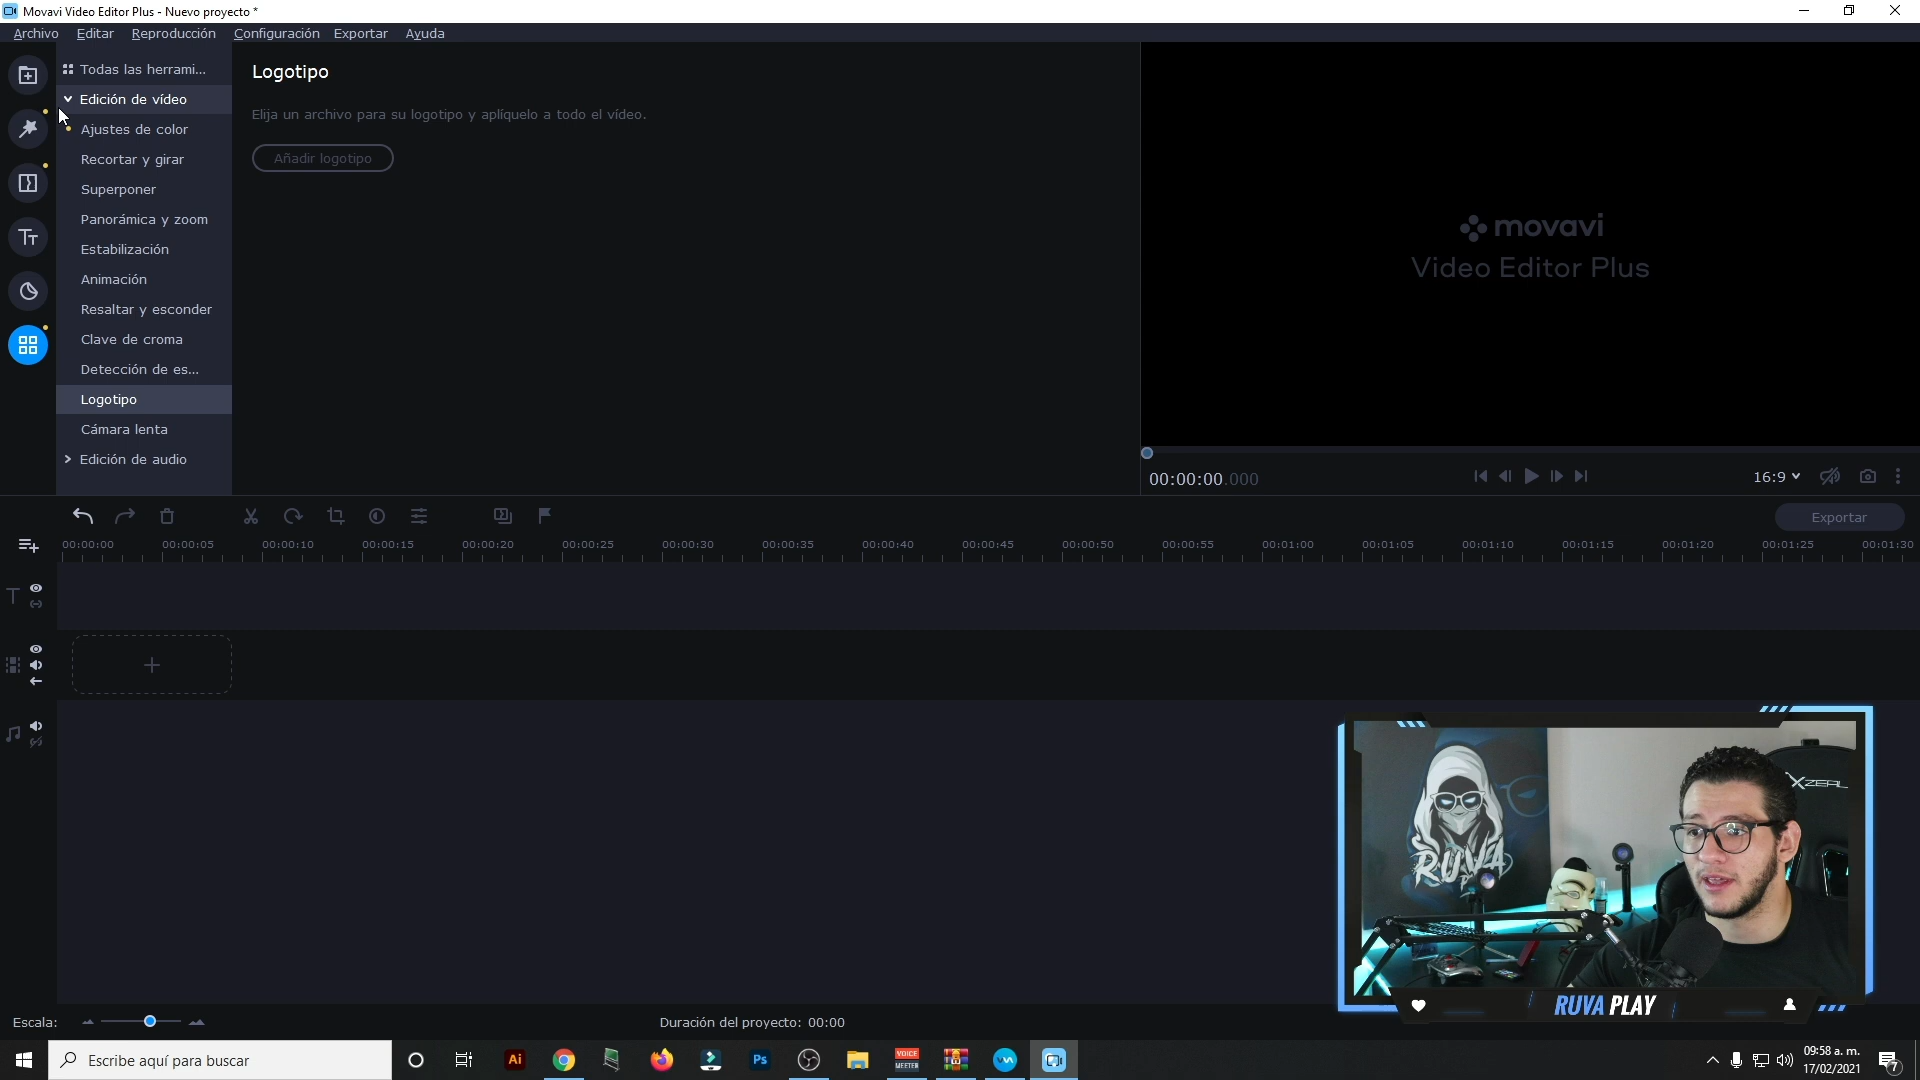 Movavi Video Editor Plus - Nuevo proyecto *
Archivo Editar Reproducción Configuración Exportar Ayuda
Todas las herrami...
Edición de vídeo
Ajustes de color
Recortar y girar
Superponer
Panorámica y zoom
Estabilización
Animación
Resaltar y esconder
Clave de croma
Detección de es...
Logotipo
Cámara lenta
Edición de audio
Logotipo
Elija un archivo para su logotipo y aplíquelo a todo el vídeo.
Añadir logotipo
movavi
Video Editor Plus
00:00:00.000
16:9
Exportar
00:00:00 00:00:05 00:00:10 00:00:15 00:00:20 00:00:25 00:00:30 00:00:35 00:00:40 00:00:45 00:00:50 00:00:55 00:01:00 00:01:05 00:01:10 00:01:15 00:01:20 00:01:25 00:01:30
XZEAL
RUVA
RUVA PLAY
Escala:
Duración del proyecto: 00:00
Escribe aquí para buscar
Ai
Ps
VOICE
MEETER
09:58 a. m.
17/02/2021
7